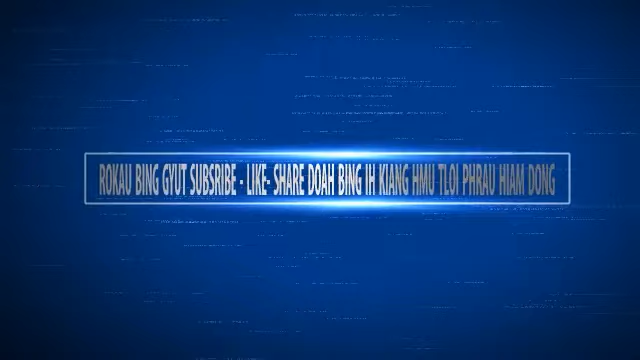 ROKAU BING GYUT SUBSRIBE - LIKE- SHARE DOAH BING IH KIANG HMU TLOI PHRAU HIAM DONG